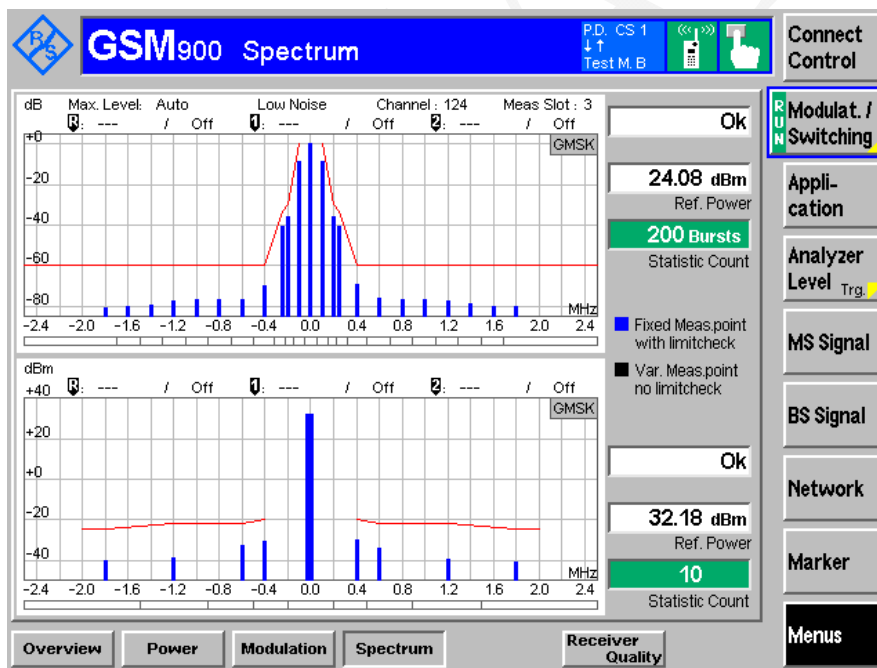 R/S
GSM900 Spectrum
P.D. CS 1
↓↑
Test M. B
Connect
Control
dB Max. Level: Auto Low Noise Channel : 124 Meas Slot : 3
R: --- / Off 1: --- / Off 2: --- / Off
GMSK
+0
-20
-40
-60
-80
MHz
-2.4 -2.0 -1.6 -1.2 -0.8 -0.4 0.0 0.4 0.8 1.2 1.6 2.0 2.4
Ok
24.08 dBm
Ref. Power
200 Bursts
Statistic Count
Fixed Meas.point
with limitcheck
Var. Meas.point
no limitcheck
dBm
R: --- / Off 1: --- / Off 2: --- / Off
GMSK
+40
+20
+0
-20
-40
MHz
-2.4 -2.0 -1.6 -1.2 -0.8 -0.4 0.0 0.4 0.8 1.2 1.6 2.0 2.4
Ok
32.18 dBm
Ref. Power
10
Statistic Count
RUN
Modulat. /
Switching
Appli-
cation
Analyzer
Level Trg.
MS Signal
BS Signal
Network
Marker
Menus
Overview Power Modulation Spectrum Receiver
Quality